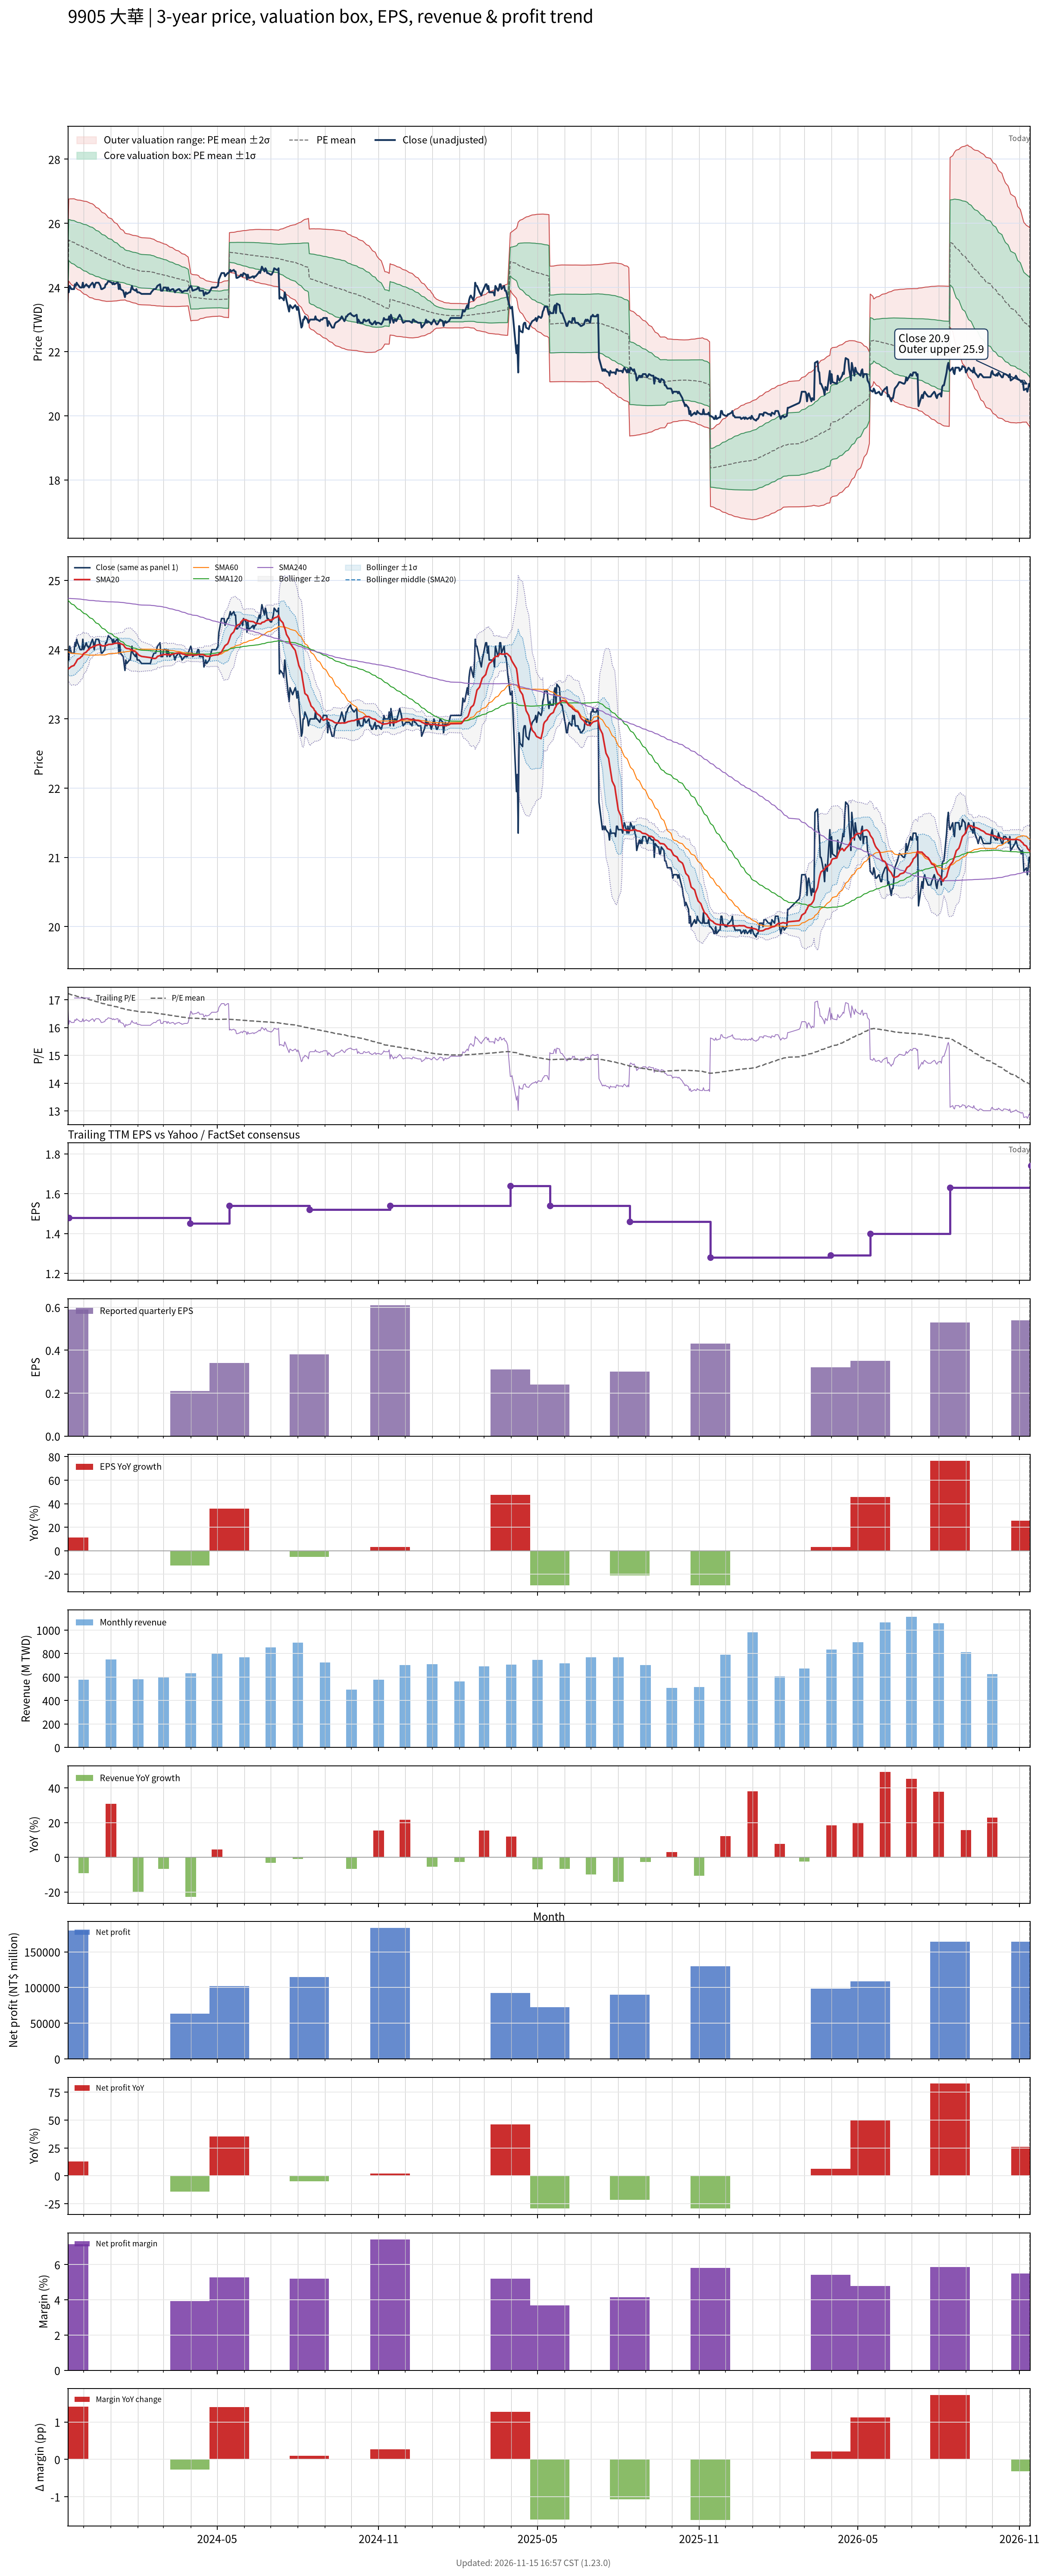 9905 大華 | 3-year price, valuation box, EPS, revenue & profit trend
Outer valuation range: PE mean ±2σ
Core valuation box: PE mean ±1σ
PE mean
Close (unadjusted)
Today
Price (TWD)
28
26
24
22
20
18
Close 20.9
Outer upper 25.9
Close (same as panel 1)
SMA20
SMA60
SMA120
SMA240
Bollinger ±2σ
Bollinger ±1σ
Bollinger middle (SMA20)
Price
25
24
23
22
21
20
Trailing P/E
P/E mean
P/E
17
16
15
14
13
Trailing TTM EPS vs Yahoo / FactSet consensus
Today
EPS
1.8
1.6
1.4
1.2
Reported quarterly EPS
EPS
0.6
0.4
0.2
0.0
EPS YoY growth
YoY (%)
80
60
40
20
0
-20
Monthly revenue
Revenue (M TWD)
1000
800
600
400
200
0
Revenue YoY growth
YoY (%)
40
20
0
-20
Month
Net profit
Net profit (NT$ million)
150000
100000
50000
0
Net profit YoY
YoY (%)
75
50
25
0
-25
Net profit margin
Margin (%)
6
4
2
0
Margin YoY change
Δ margin (pp)
1
0
-1
2024-05
2024-11
2025-05
2025-11
2026-05
2026-11
Updated: 2026-11-15 16:57 CST (1.23.0)